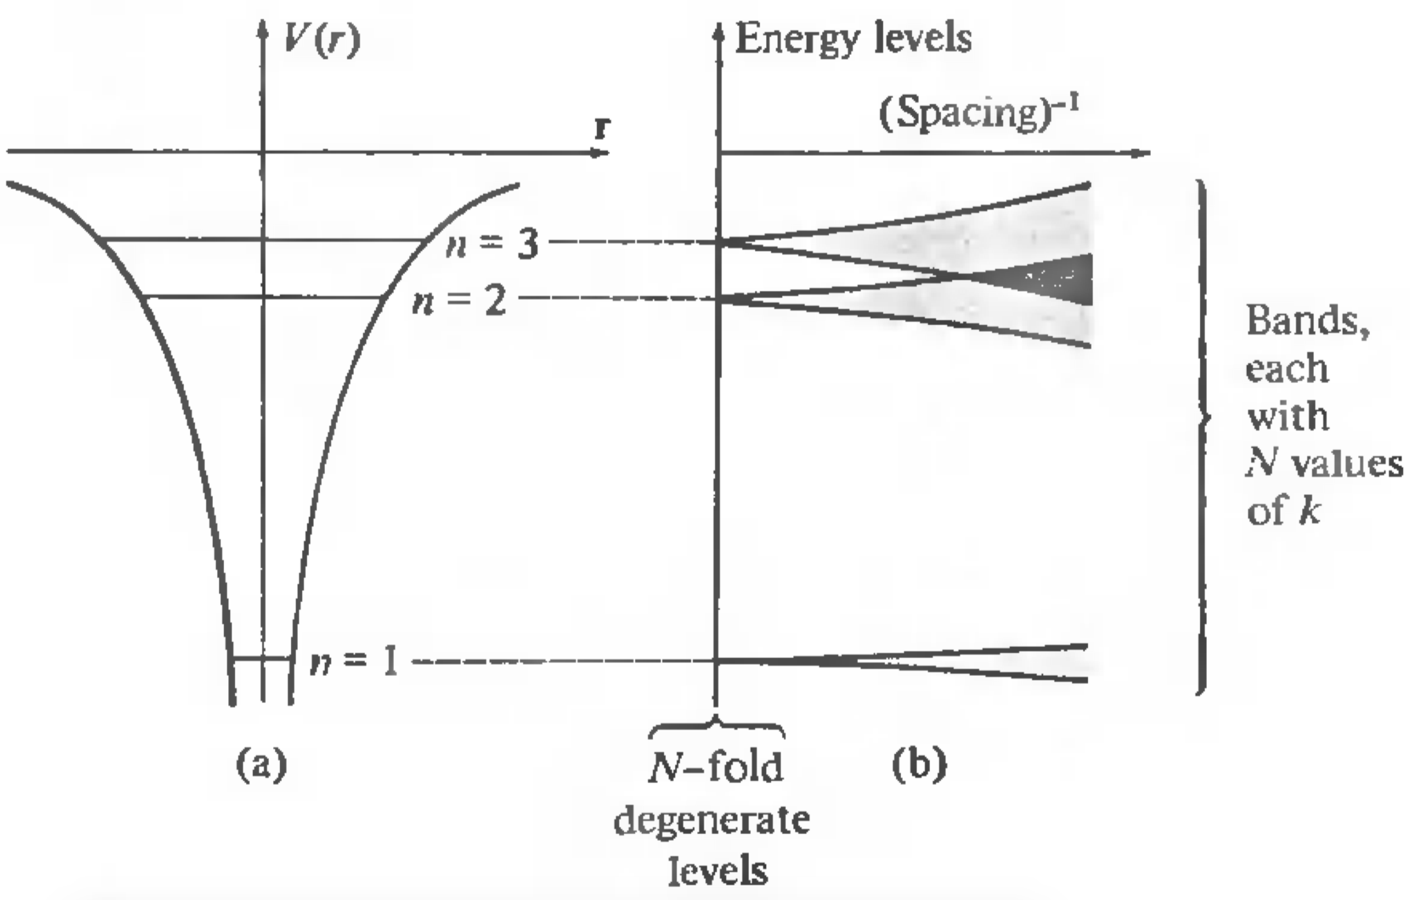 V(r)
r
n = 3
n = 2
n = 1
(a)
Energy levels
(Spacing)⁻¹
N-fold
degenerate
levels
(b)
Bands,
each
with
N values
of k